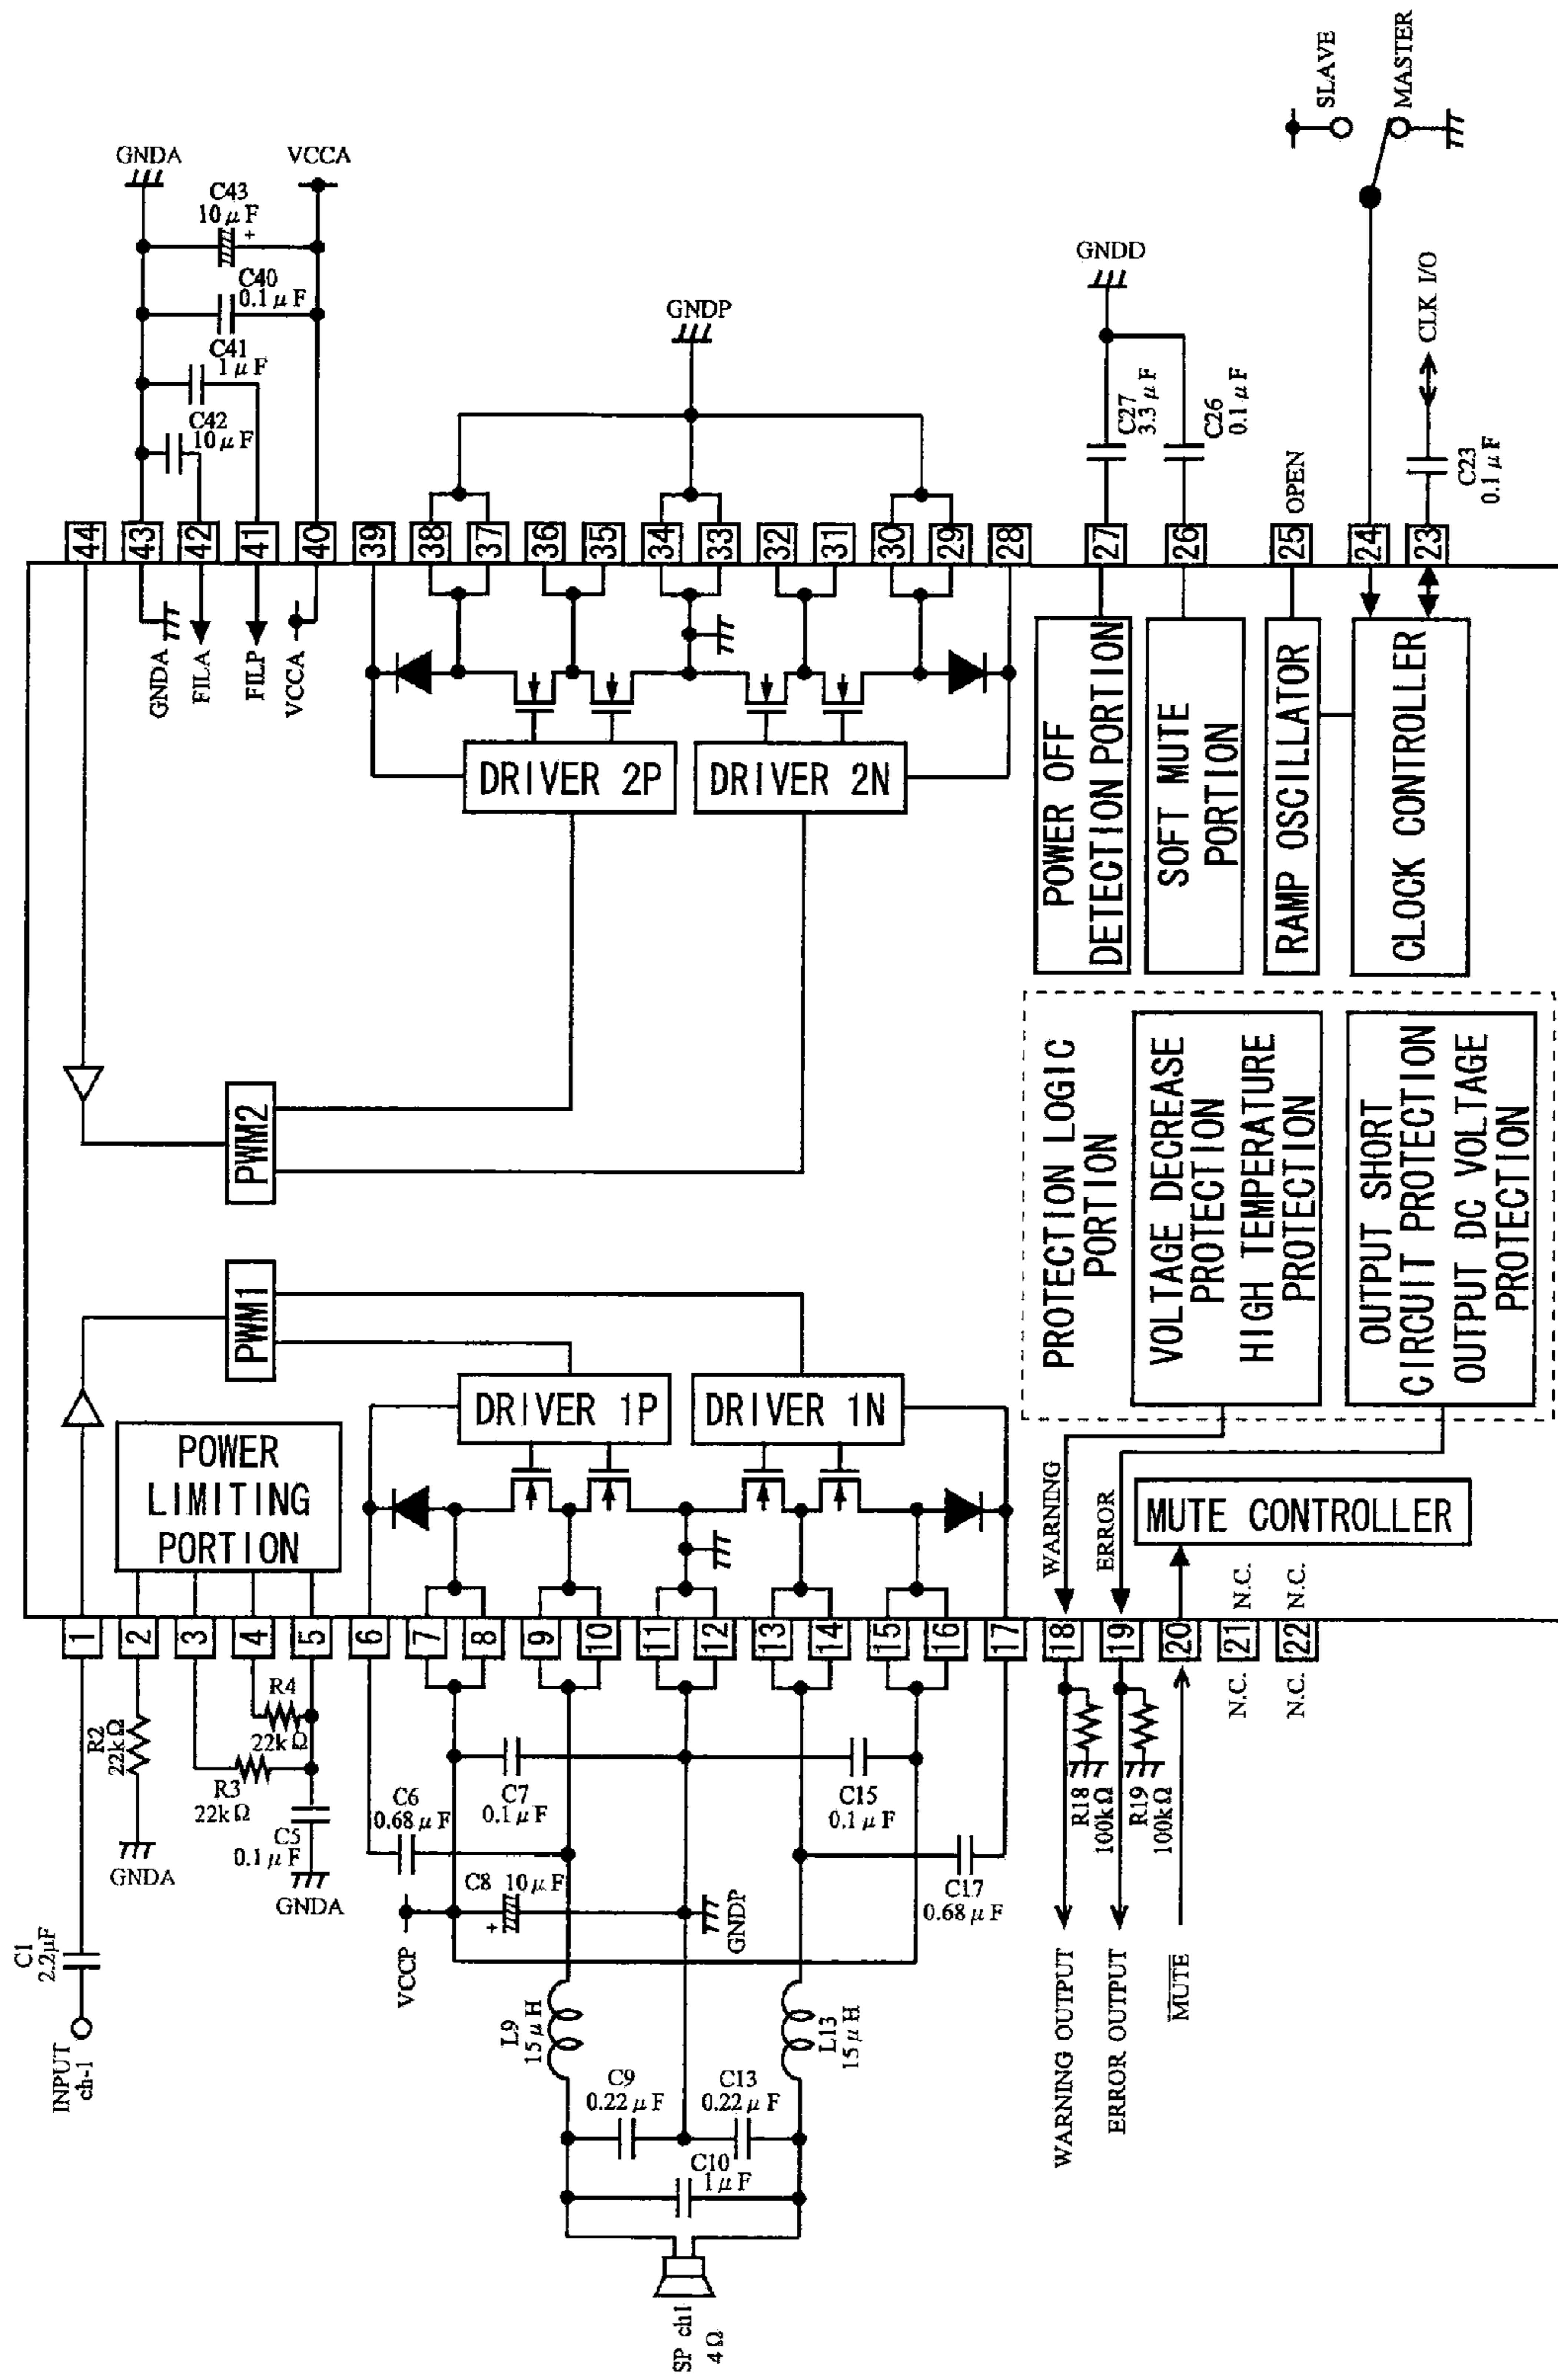 GNDA
C43
10μF
+
C40
0.1μF
C41
1μF
C42
10μF
VCCA
GNDP
GNDD
C27
3.3μF
C26
0.1μF
OPEN
C23
0.1μF
CLK I/O
SLAVE
MASTER
44
43
42
41
40
39
38
37
36
35
34
33
32
31
30
29
28
27
26
25
24
23
GNDA
FILA
FILP
VCCA
DRIVER 2P
DRIVER 2N
POWER OFF
DETECTION PORTION
SOFT MUTE
PORTION
RAMP OSCILLATOR
CLOCK CONTROLLER
PWM2
PWM1
PROTECTION LOGIC
PORTION
VOLTAGE DECREASE
PROTECTION
HIGH TEMPERATURE
PROTECTION
OUTPUT SHORT
CIRCUIT PROTECTION
OUTPUT DC VOLTAGE
PROTECTION
DRIVER 1P
DRIVER 1N
POWER
LIMITING
PORTION
WARNING
ERROR
MUTE CONTROLLER
N.C.
N.C.
1
2
3
4
5
6
7
8
9
10
11
12
13
14
15
16
17
18
19
20
21
22
N.C.
N.C.
R2
22kΩ
R4
22kΩ
R3
22kΩ
C5
0.1μF
GNDA
GNDA
C1
2.2μF
INPUT
ch-1
C6
0.68μF
C7
0.1μF
C15
0.1μF
C8 10μF
+
C17
0.68μF
VCCP
GNDP
L9
15μH
L13
15μH
C9
0.22μF
C13
0.22μF
C10
1μF
SP ch1
4Ω
R18
100kΩ
R19
100kΩ
WARNING OUTPUT
ERROR OUTPUT
M̅U̅T̅E̅